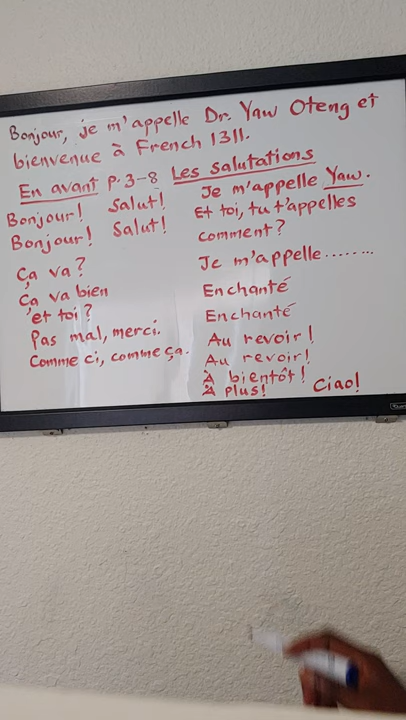 Bonjour, je m'appelle Dr. Yaw Oteng et
bienvenue à French 1311.
En avant P. 3-8 Les salutations
Bonjour! Salut!
Bonjour! Salut!
Ça va?
Ça va bien
et toi?
Pas mal, merci.
Comme ci, comme ça.
Je m'appelle Yaw.
Et toi, tu t'appelles
comment?
Je m'appelle........
Enchanté
Enchanté
Au revoir!
Au revoir!
À bientôt!
À plus! Ciao!